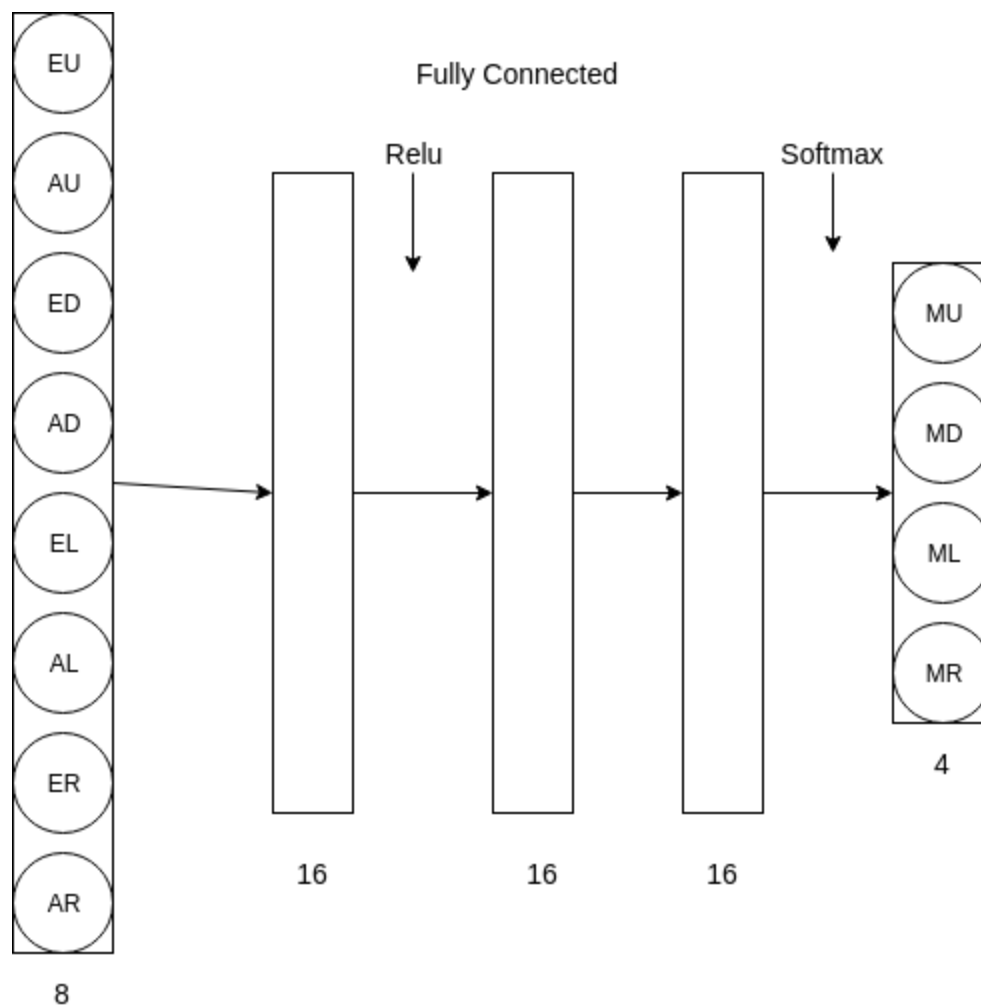 EU
AU
ED
AD
EL
AL
ER
AR
8
Fully Connected
Relu
Softmax
16
16
16
MU
MD
ML
MR
4